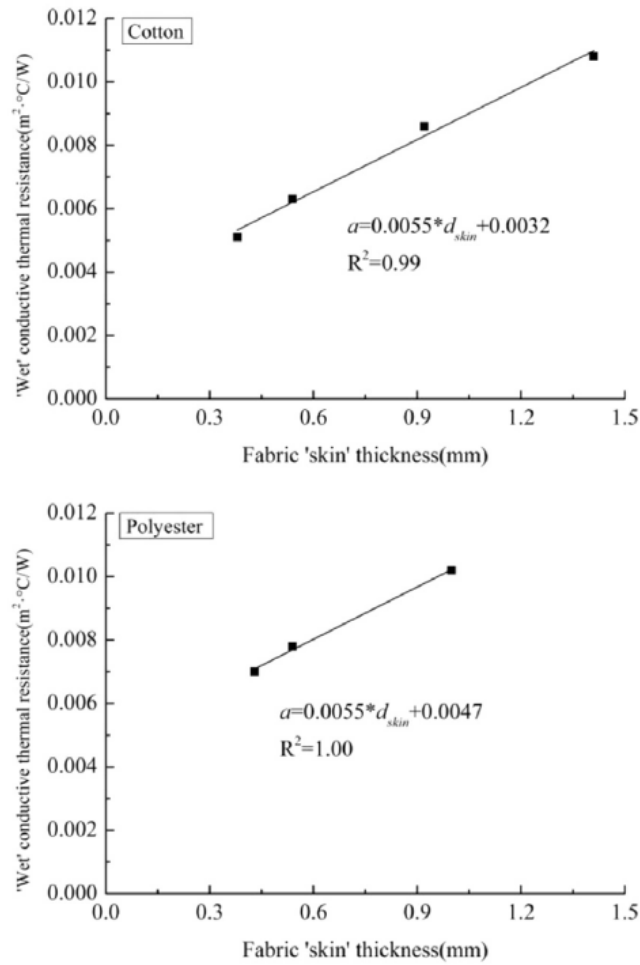 Cotton
0.012
0.010
0.008
0.006
0.004
0.002
0.000
'Wet' conductive thermal resistance(m²·°C/W)
a=0.0055*d_skin+0.0032
R²=0.99
0.0 0.3 0.6 0.9 1.2 1.5
Fabric 'skin' thickness(mm)
Polyester
0.012
0.010
0.008
0.006
0.004
0.002
0.000
'Wet' conductive thermal resistance(m²·°C/W)
a=0.0055*d_skin+0.0047
R²=1.00
0.0 0.3 0.6 0.9 1.2 1.5
Fabric 'skin' thickness(mm)